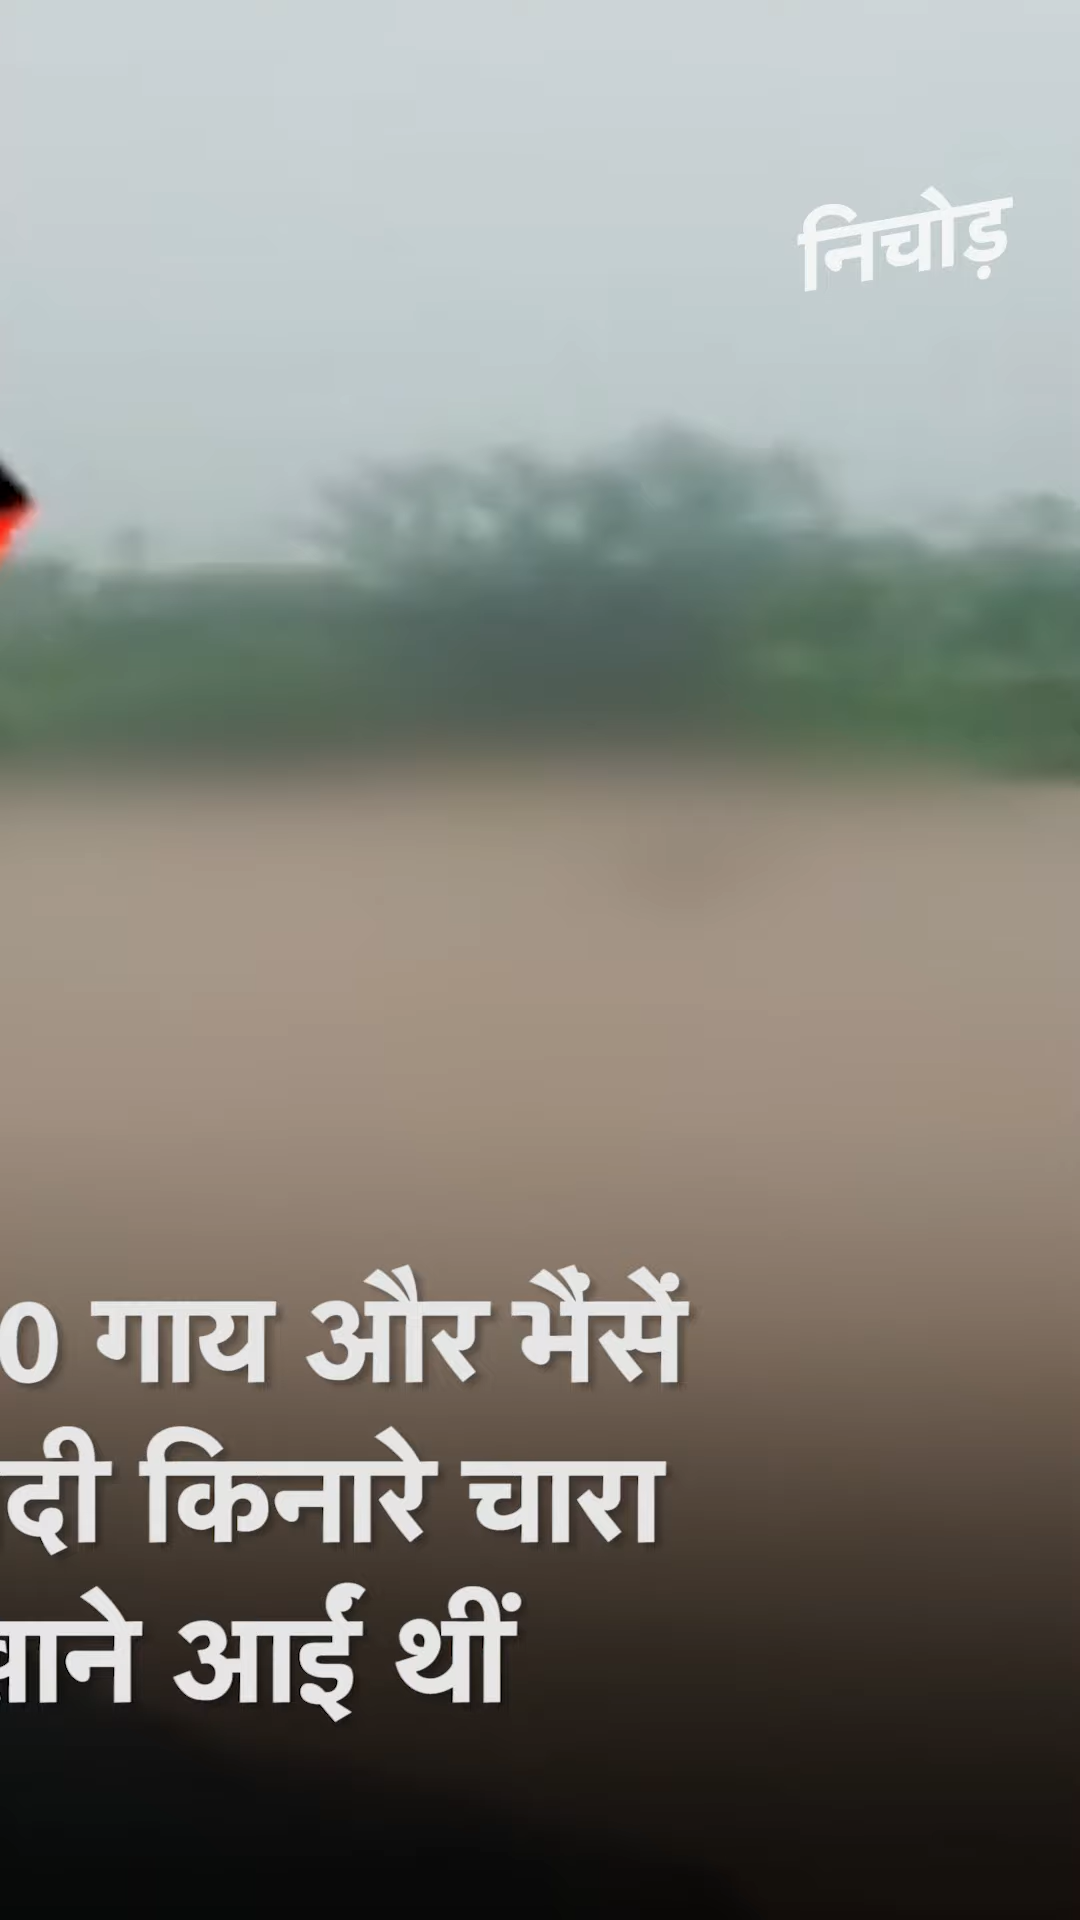 निचोड़
0 गाय और भैंसें
किनारे चारा
आईं थीं